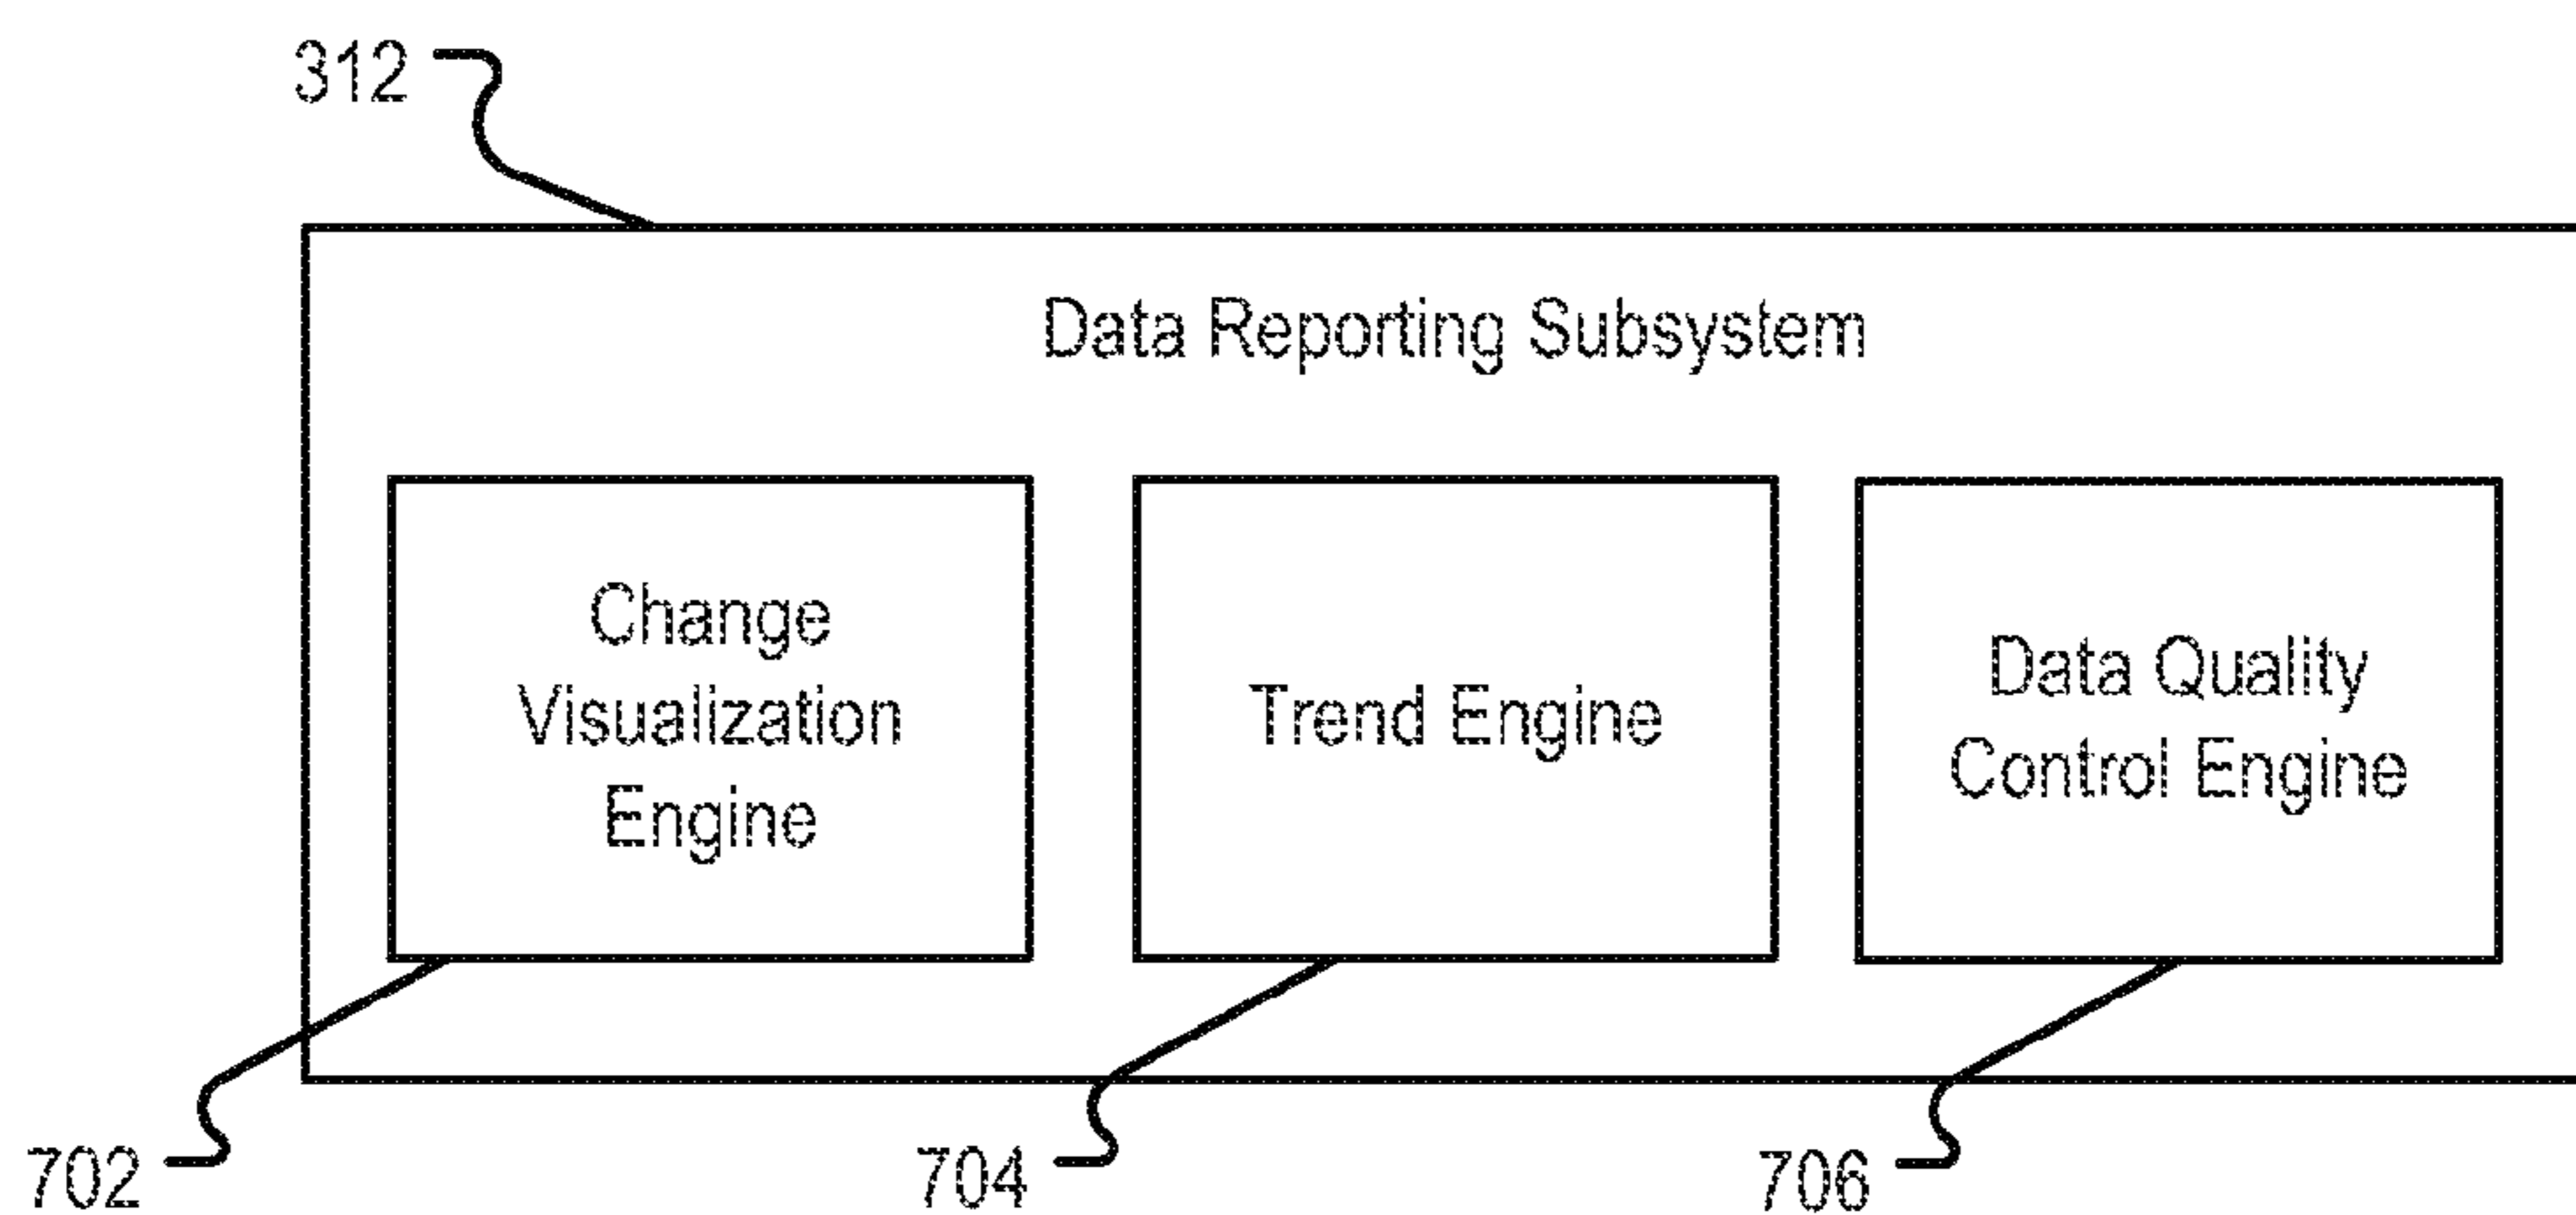 312
Data Reporting Subsystem
Change
Visualization
Engine
Trend Engine
Data Quality
Control Engine
702
704
706